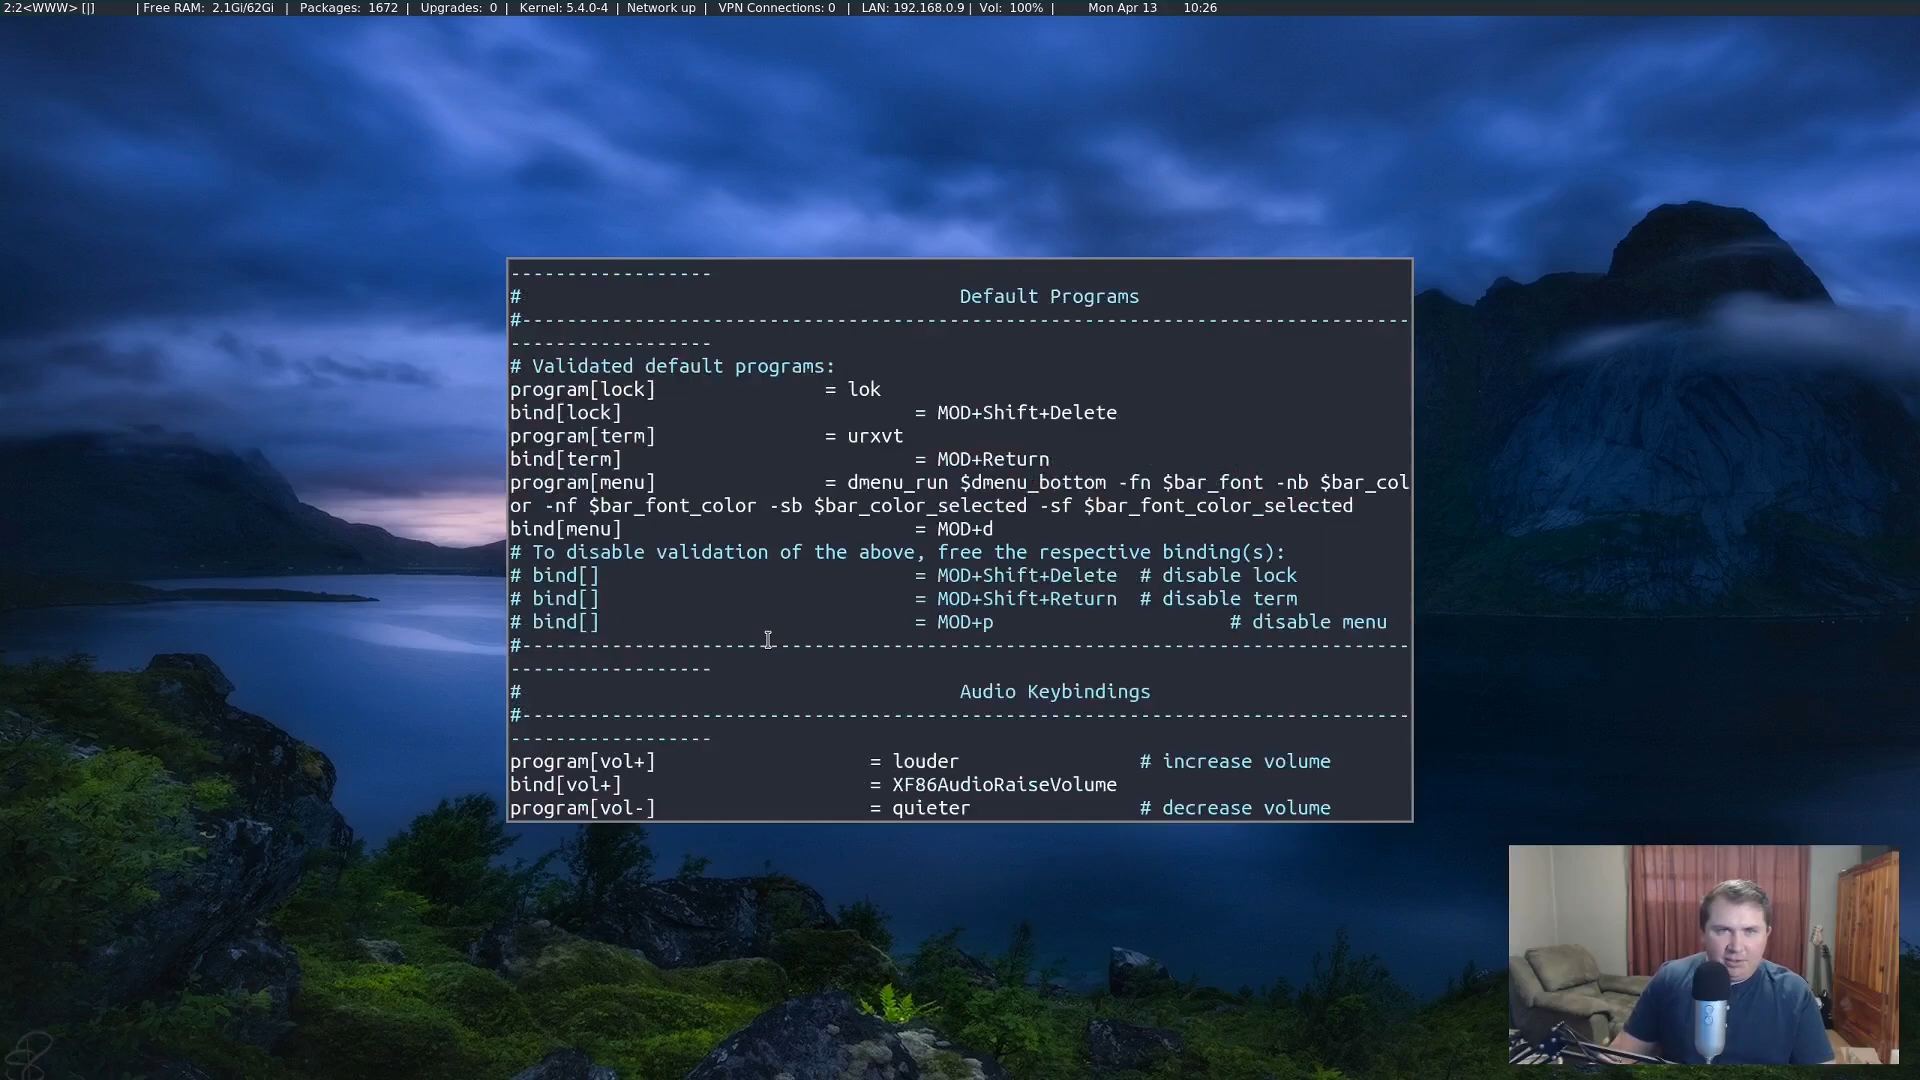 2:2<WWW> [|] | Free RAM: 2.1Gi/62Gi | Packages: 1672 | Upgrades: 0 | Kernel: 5.4.0-4 | Network up | VPN Connections: 0 | LAN: 192.168.0.9 | Vol: 100% | Mon Apr 13 10:26
------------------
# Default Programs
#-------------------------------------------------------------------------------
------------------
# Validated default programs:
program[lock] = lok
bind[lock] = MOD+Shift+Delete
program[term] = urxvt
bind[term] = MOD+Return
program[menu] = dmenu_run $dmenu_bottom -fn $bar_font -nb $bar_col
or -nf $bar_font_color -sb $bar_color_selected -sf $bar_font_color_selected
bind[menu] = MOD+d
# To disable validation of the above, free the respective binding(s):
# bind[] = MOD+Shift+Delete # disable lock
# bind[] = MOD+Shift+Return # disable term
# bind[] = MOD+p # disable menu
#-------------------------------------------------------------------------------
------------------
# Audio Keybindings
#-------------------------------------------------------------------------------
------------------
program[vol+] = louder # increase volume
bind[vol+] = XF86AudioRaiseVolume
program[vol-] = quieter # decrease volume